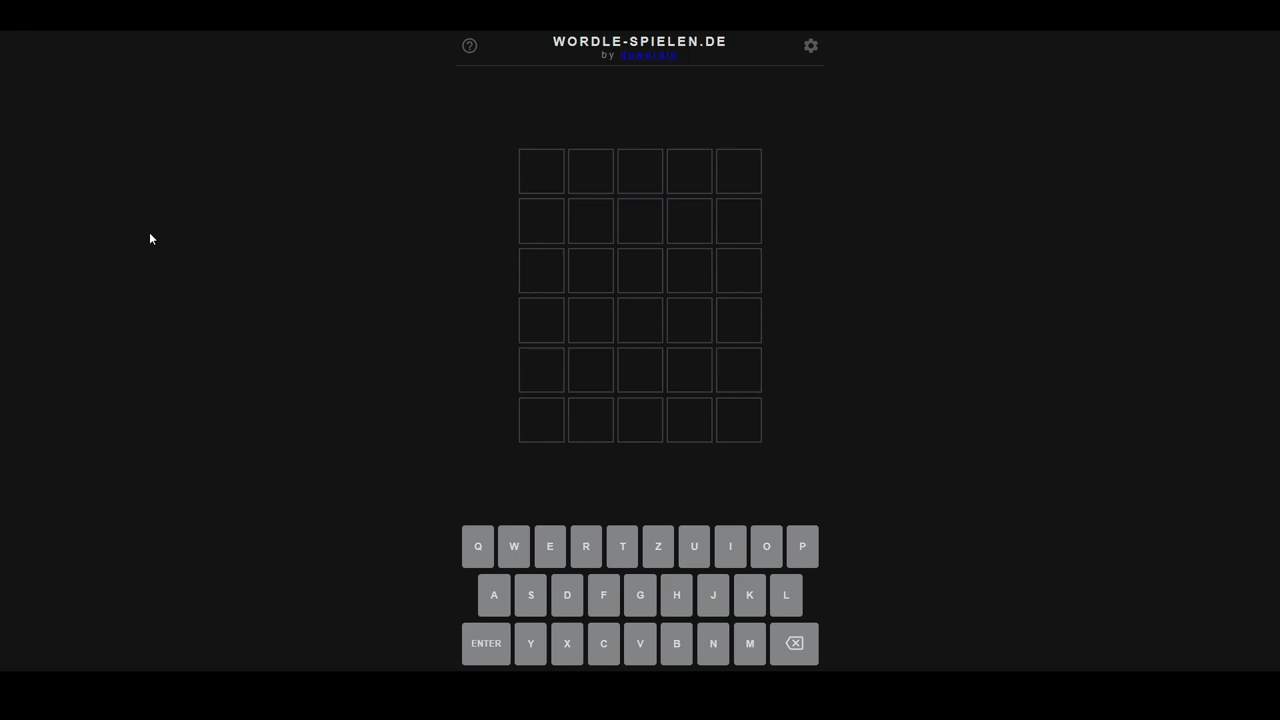 WORDLE-SPIELEN.DE
by
Q W E R T Z U I O P
A S D F G H J K L
ENTER Y X C V B N M